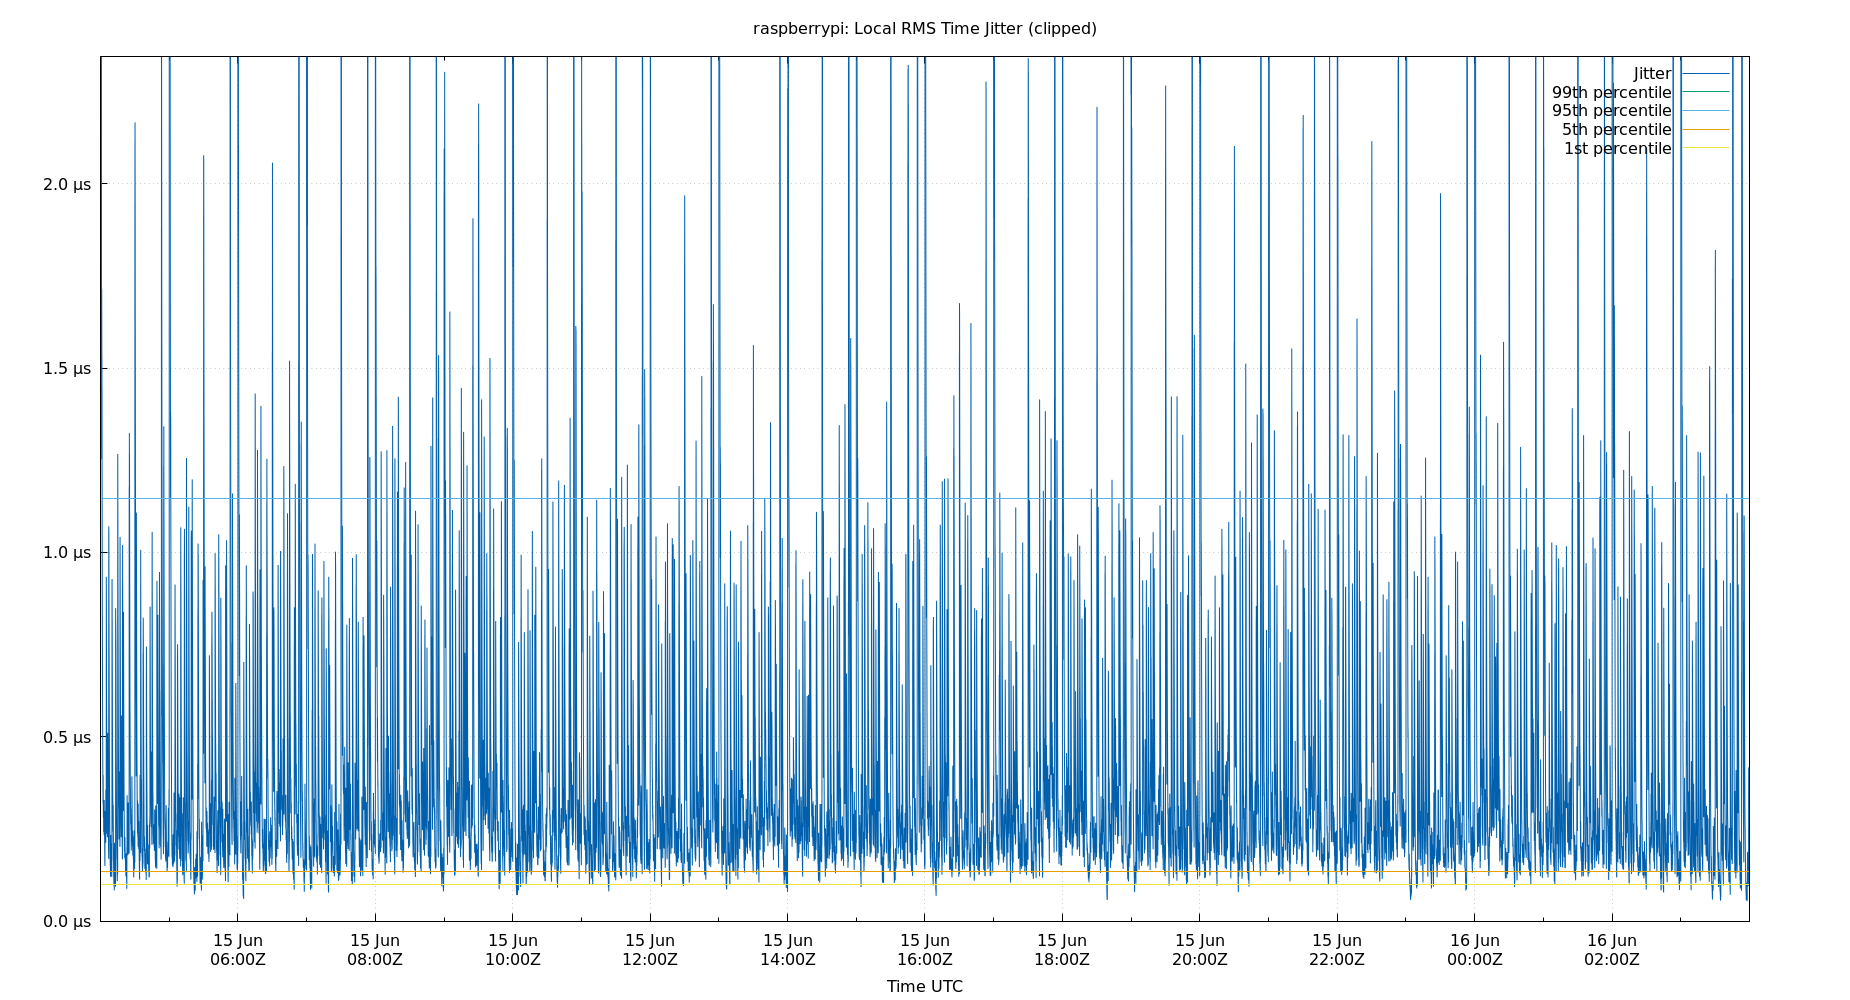 raspberrypi: Local RMS Time Jitter (clipped)
Jitter
99th percentile
95th percentile
5th percentile
1st percentile
2.0 μs
1.5 μs
1.0 μs
0.5 μs
0.0 μs
15 Jun 15 Jun 15 Jun 15 Jun 15 Jun 15 Jun 15 Jun 15 Jun 15 Jun 16 Jun 16 Jun
06:00Z 08:00Z 10:00Z 12:00Z 14:00Z 16:00Z 18:00Z 20:00Z 22:00Z 00:00Z 02:00Z
Time UTC